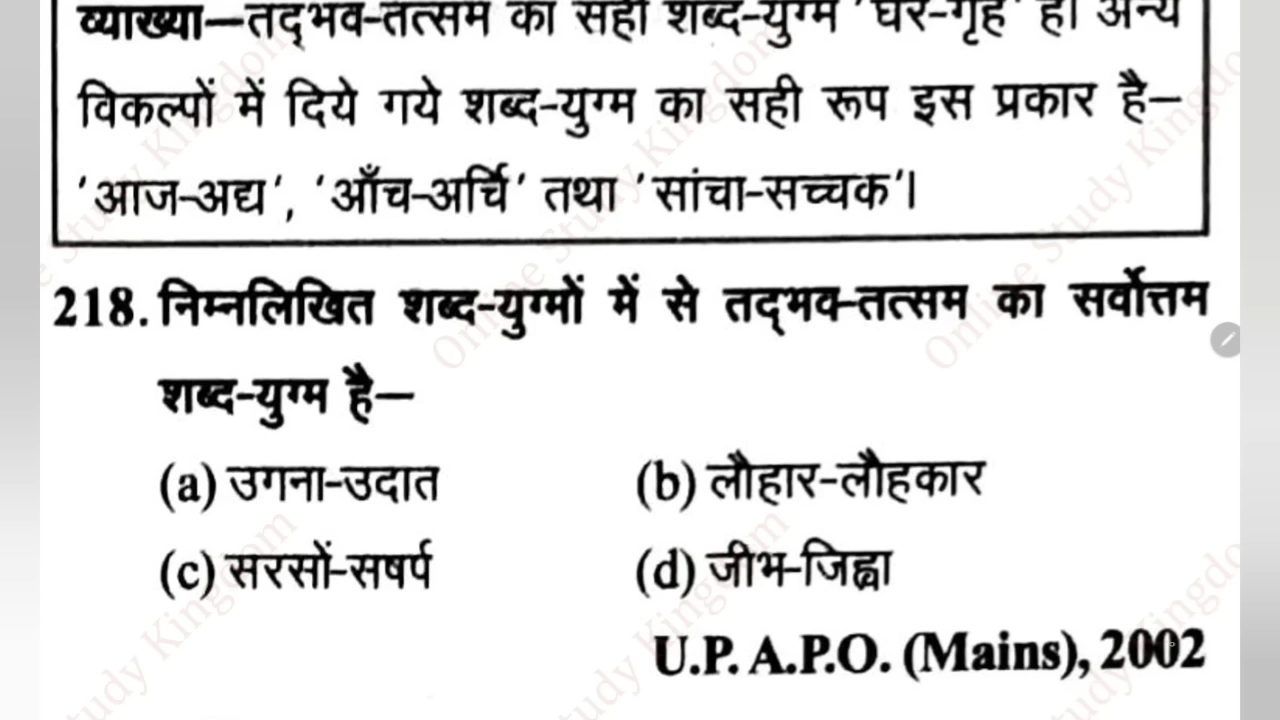 व्याख्या—तद्‌भव-तत्सम का सही शब्द-युग्म 'घर-गृह' है। अन्य
विकल्पों में दिये गये शब्द-युग्म का सही रूप इस प्रकार है—
'आज-अद्य', 'आँच-अर्चि' तथा 'सांचा-सच्चक'।
218. निम्नलिखित शब्द-युग्मों में से तद्‌भव-तत्सम का सर्वोत्तम
शब्द-युग्म है—
(a) उगना-उदात (b) लौहार-लौहकार
(c) सरसों-सषर्प (d) जीभ-जिह्वा
U.P. A.P.O. (Mains), 2002